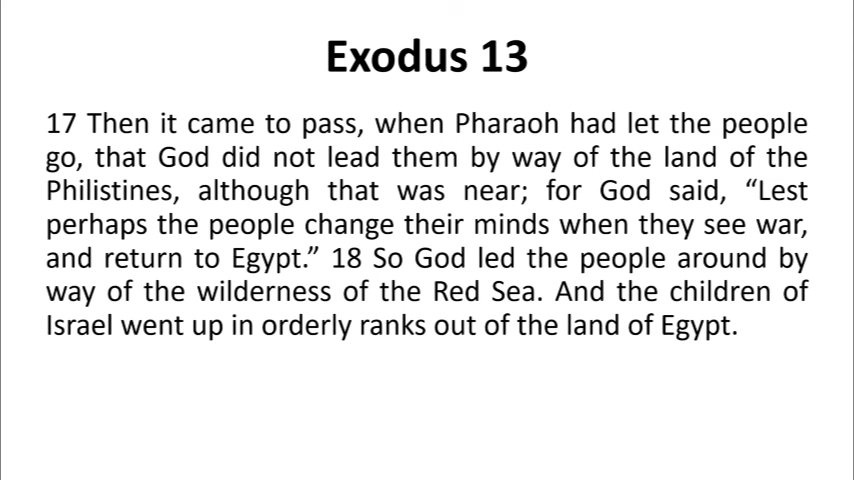 Exodus 13
17 Then it came to pass, when Pharaoh had let the people
go, that God did not lead them by way of the land of the
Philistines, although that was near; for God said, “Lest
perhaps the people change their minds when they see war,
and return to Egypt.” 18 So God led the people around by
way of the wilderness of the Red Sea. And the children of
Israel went up in orderly ranks out of the land of Egypt.